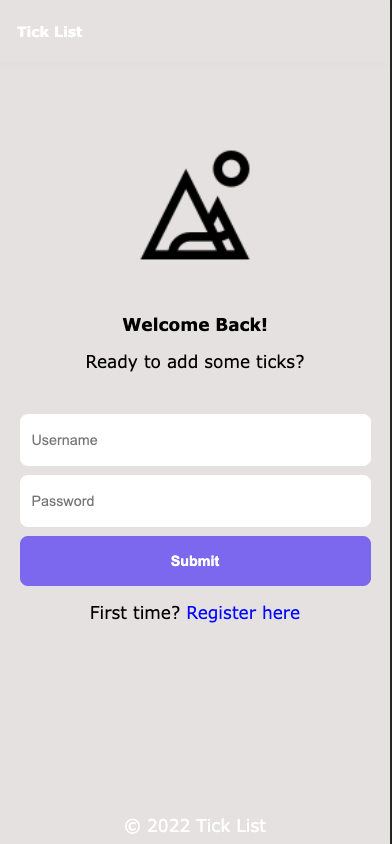 Tick List
Welcome Back!
Ready to add some ticks?
Username
Password
Submit
First time? Register here
© 2022 Tick List